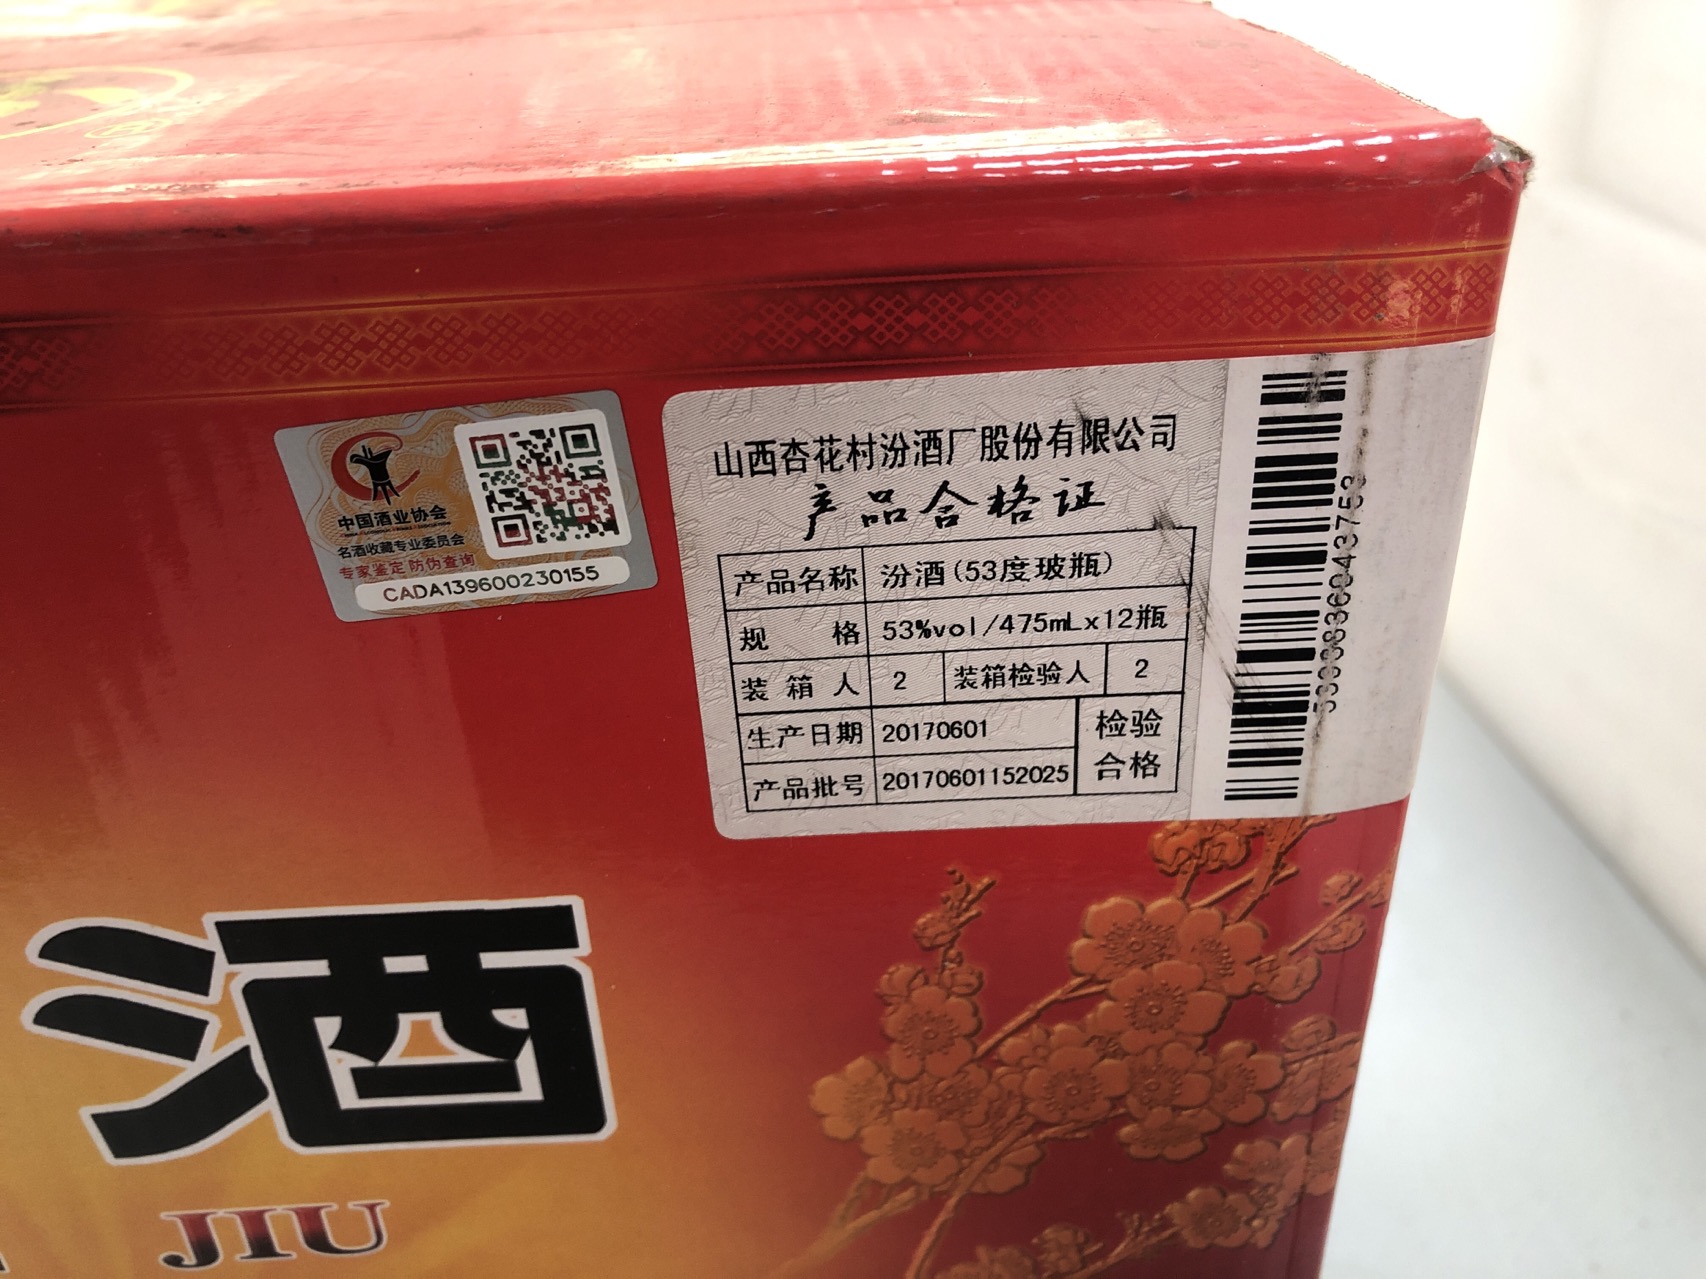 ®
中国酒业协会
名酒收藏专业委员会
专家鉴定 防伪查询
CADA139600230155
山西杏花村汾酒厂股份有限公司
产品合格证
产品名称 汾酒(53度玻瓶)
规 格 53%vol/475mLx12瓶
装 箱 人 2 装箱检验人 2
生产日期 20170601 检验
产品批号 20170601152025 合格
酒
JIU